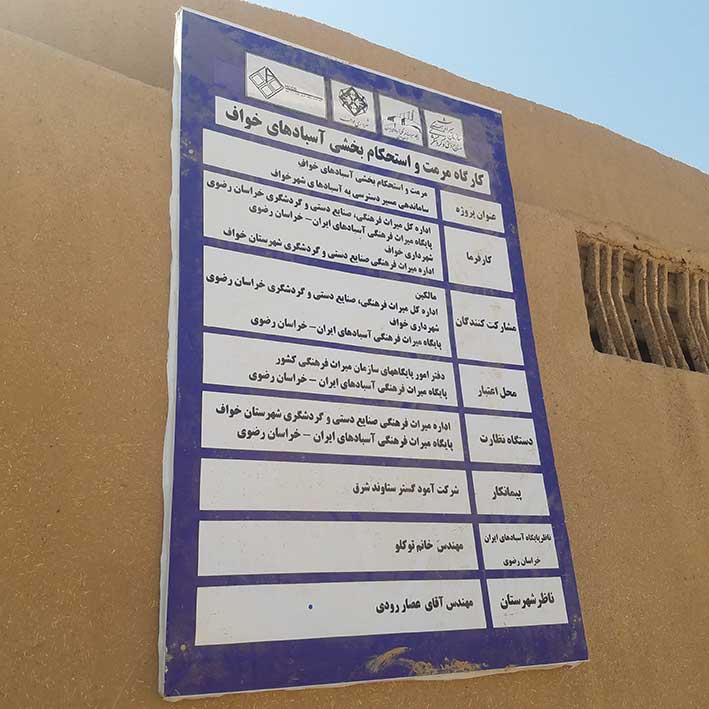 کارگاه مرمت و استحکام بخشی آسبادهای خواف
عنوان پروژه
مرمت و استحکام بخشی آسبادهای خواف
ساماندهی مسیر دسترسی به آسبادهای شهر خواف
کارفرما
اداره کل میراث فرهنگی، صنایع دستی و گردشگری خراسان رضوی
پایگاه میراث فرهنگی آسبادهای ایران – خراسان رضوی
شهرداری خواف
اداره میراث فرهنگی صنایع دستی و گردشگری شهرستان خواف
مشارکت کنندگان
مالکین
اداره کل میراث فرهنگی، صنایع دستی و گردشگری خراسان رضوی
شهرداری خواف
پایگاه میراث فرهنگی آسبادهای ایران – خراسان رضوی
محل اعتبار
دفتر امور پایگاههای سازمان میراث فرهنگی کشور
پایگاه میراث فرهنگی آسبادهای ایران – خراسان رضوی
دستگاه نظارت
اداره میراث فرهنگی صنایع دستی و گردشگری شهرستان خواف
پایگاه میراث فرهنگی آسبادهای ایران – خراسان رضوی
پیمانکار
شرکت آمود گستر ستاوند شرق
ناظر پایگاه آسبادهای ایران
خراسان رضوی
مهندس خانم توکلو
ناظر شهرستان
مهندس آقای عصار رودی